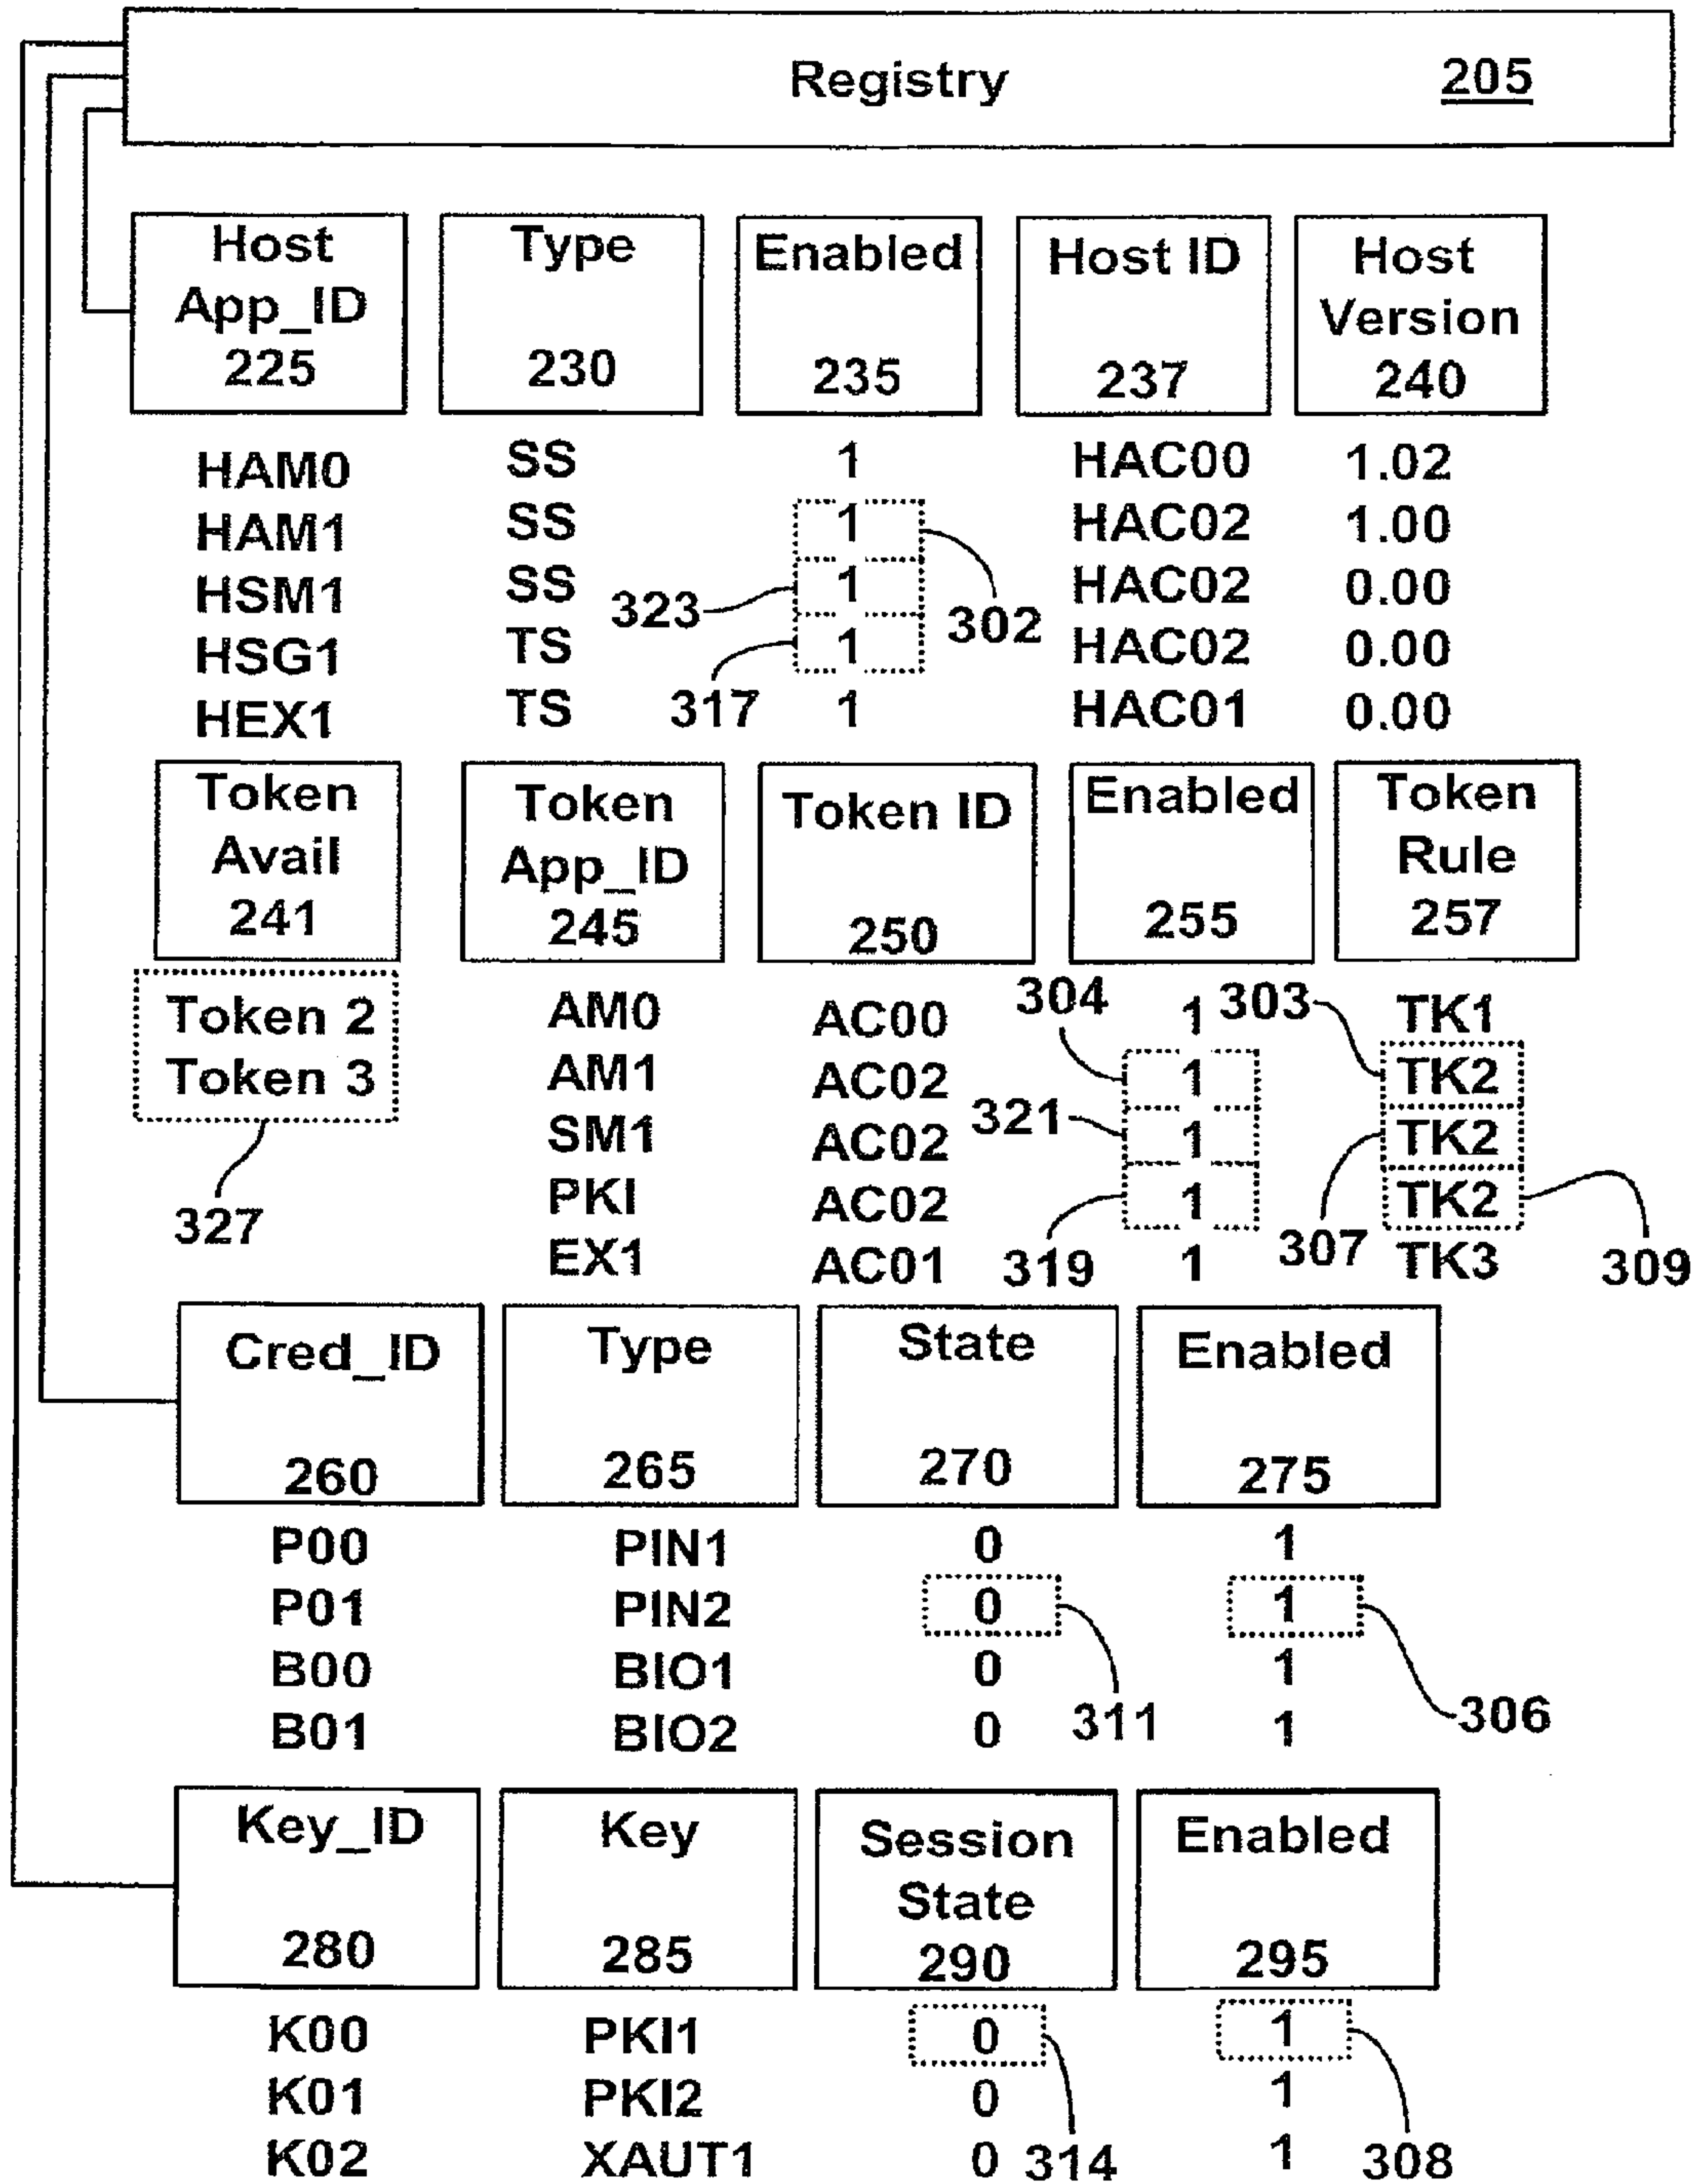 Registry 205
Host Type Enabled Host ID Host
App_ID Version
225 230 235 237 240
HAM0 SS 1 HAC00 1.02
HAM1 SS 1 HAC02 1.00
HSM1 SS 323 1 302 HAC02 0.00
HSG1 TS 1 HAC02 0.00
HEX1 TS 317 1 HAC01 0.00
Token Token Token ID Enabled Token
Avail App_ID Rule
241 245 250 255 257
Token 2 AM0 AC00 304 1 303 TK1
Token 3 AM1 AC02 1 TK2
SM1 AC02 321 1 TK2
327 PKI AC02 1 307 TK2
EX1 AC01 319 1 TK3 309
Cred_ID Type State Enabled
260 265 270 275
P00 PIN1 0 1
P01 PIN2 0 1
B00 BIO1 0 1
B01 BIO2 0 311 1 306
Key_ID Key Session Enabled
State
280 285 290 295
K00 PKI1 0 1
K01 PKI2 0 1
K02 XAUT1 0 314 1 308